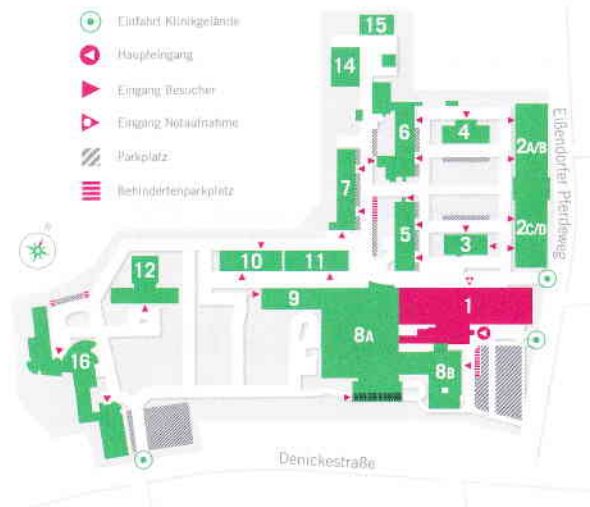 Einfahrt Klinikgelände
Haupteingang
Eingang Besucher
Eingang Notaufnahme
Parkplatz
Behindertenparkplatz
15
14
6
4
2A/B
Eißendorfer Pferdeweg
7
5
3
2C/D
12
10
11
9
1
8A
8B
16
Denickestraße